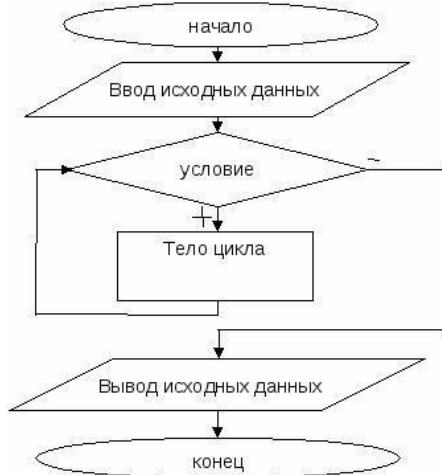 начало
Ввод исходных данных
условие
-
+
Тело цикла
Вывод исходных данных
конец